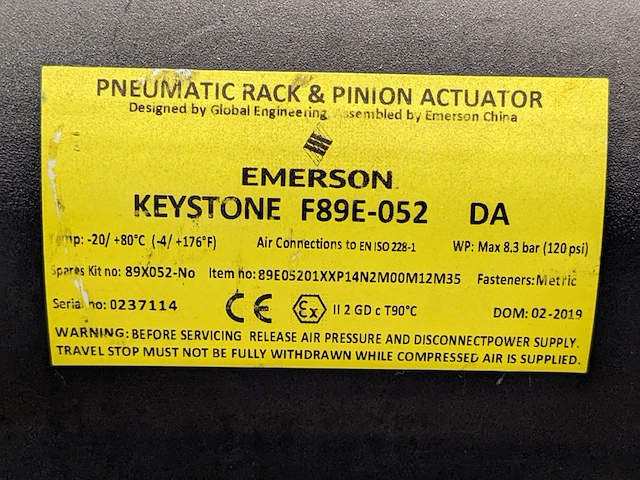 PNEUMATIC RACK & PINION ACTUATOR
Designed by Global Engineering, Assembled by Emerson China
EMERSON
KEYSTONE F89E-052 DA
Temp: -20/ +80°C (-4/ +176°F) Air Connections to EN ISO 228-1 WP: Max 8.3 bar (120 psi)
Spares Kit no: 89X052-No Item no: 89E05201XXP14N2M00M12M35 Fasteners: Metric
Serial no: 0237114 CE Ex II 2 GD c T90°C DOM: 02-2019
WARNING: BEFORE SERVICING RELEASE AIR PRESSURE AND DISCONNECTPOWER SUPPLY.
TRAVEL STOP MUST NOT BE FULLY WITHDRAWN WHILE COMPRESSED AIR IS SUPPLIED.